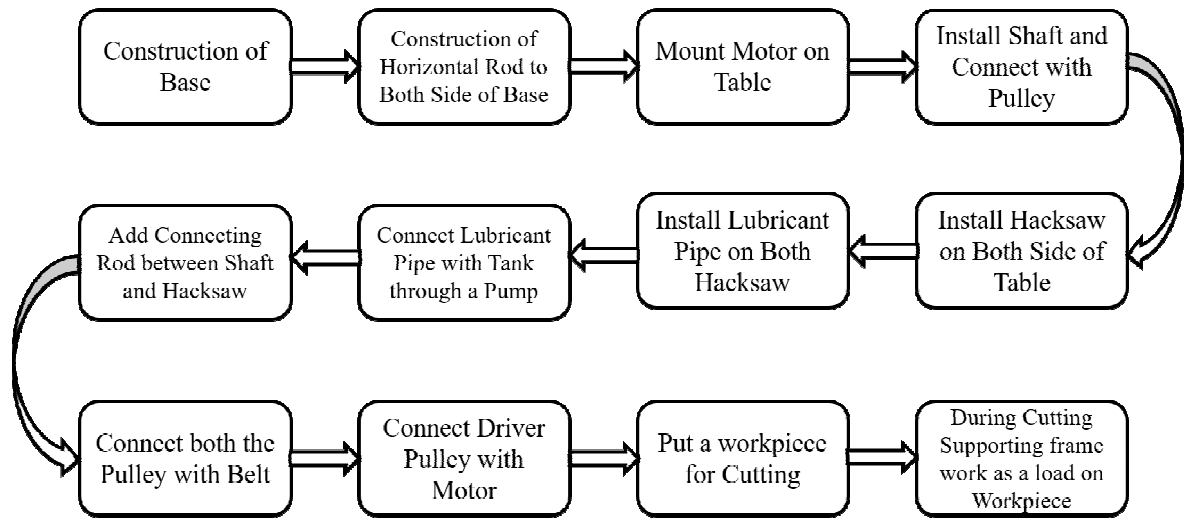 Construction of
Base
Construction of
Horizontal Rod to
Both Side of Base
Mount Motor on
Table
Install Shaft and
Connect with
Pulley
Install Hacksaw
on Both Side of
Table
Install Lubricant
Pipe on Both
Hacksaw
Connect Lubricant
Pipe with Tank
through a Pump
Add Connecting
Rod between Shaft
and Hacksaw
Connect both the
Pulley with Belt
Connect Driver
Pulley with
Motor
Put a workpiece
for Cutting
During Cutting
Supporting frame
work as a load on
Workpiece